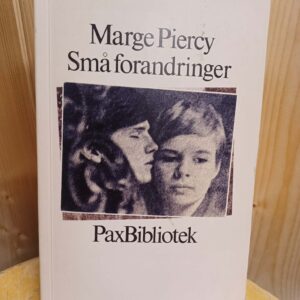 Marge Piercy
Små forandringer
PaxBibliotek